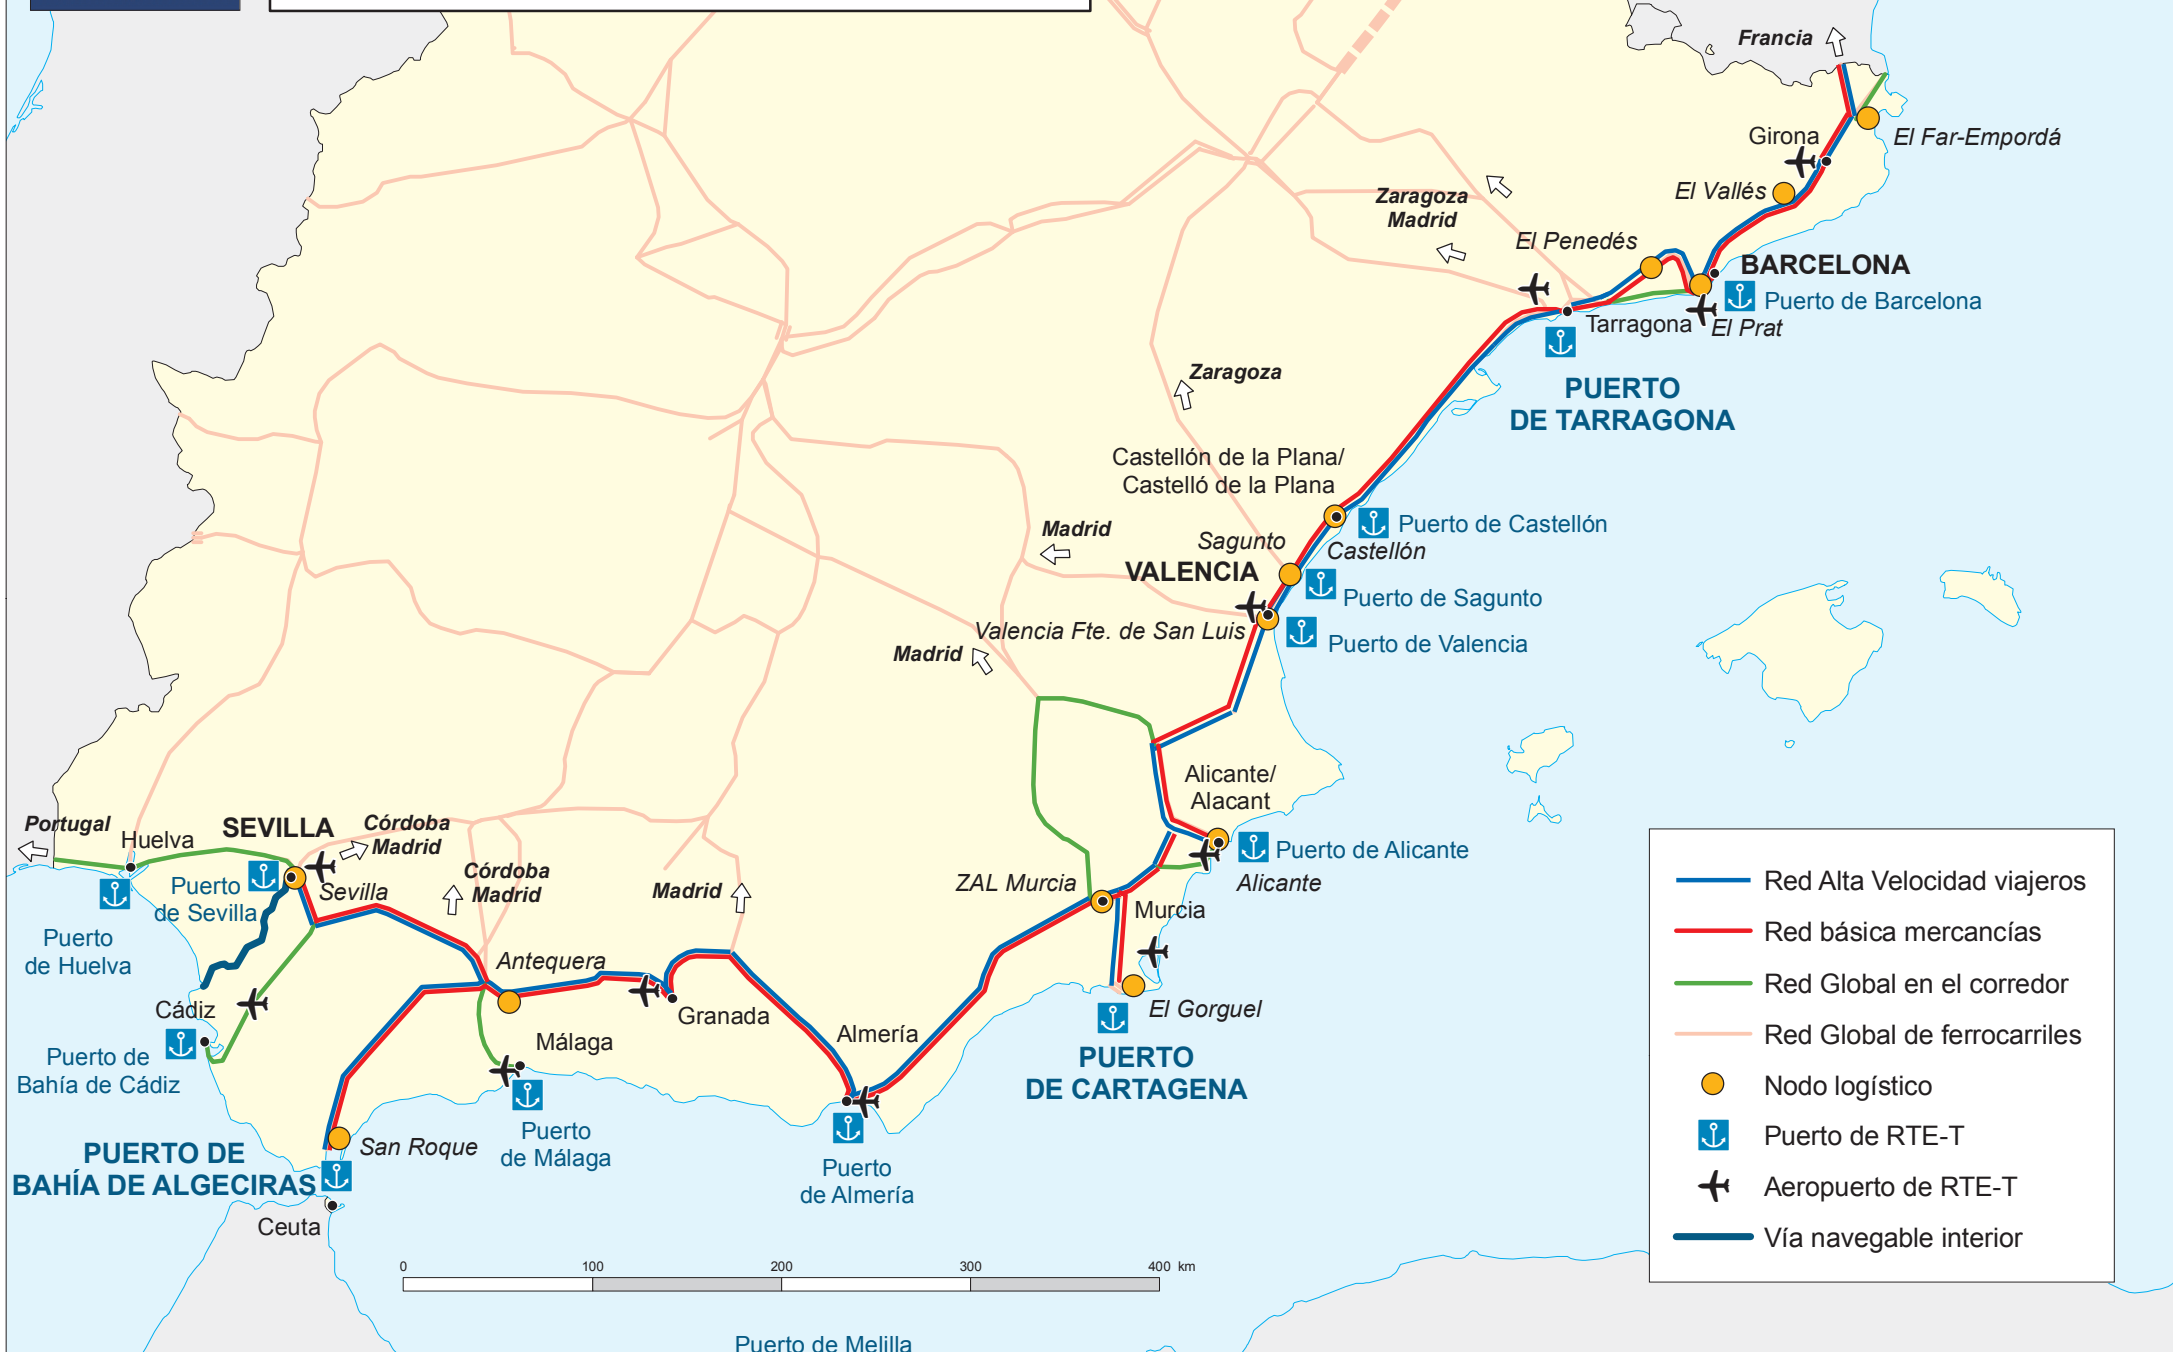 Francia
Girona
El Far-Empordá
El Vallés
Zaragoza
Madrid
El Penedés
BARCELONA
Puerto de Barcelona
Tarragona
El Prat
PUERTO
DE TARRAGONA
Zaragoza
Castellón de la Plana/
Castelló de la Plana
Puerto de Castellón
Madrid
Sagunto
Castellón
VALENCIA
Puerto de Sagunto
Valencia Fte. de San Luis
Puerto de Valencia
Madrid
Alicante/
Alacant
Puerto de Alicante
Alicante
ZAL Murcia
Murcia
El Gorguel
PUERTO
DE CARTAGENA
Portugal
Huelva
SEVILLA
Córdoba
Madrid
Córdoba
Madrid
Madrid
Puerto
de Sevilla
Sevilla
Puerto
de Huelva
Antequera
Cádiz
Granada
Málaga
Almería
Puerto de
Bahía de Cádiz
Puerto
de Málaga
San Roque
PUERTO DE
BAHÍA DE ALGECIRAS
Puerto
de Almería
Ceuta
0 100 200 300 400 km
Puerto de Melilla
Red Alta Velocidad viajeros
Red básica mercancías
Red Global en el corredor
Red Global de ferrocarriles
Nodo logístico
Puerto de RTE-T
Aeropuerto de RTE-T
Vía navegable interior